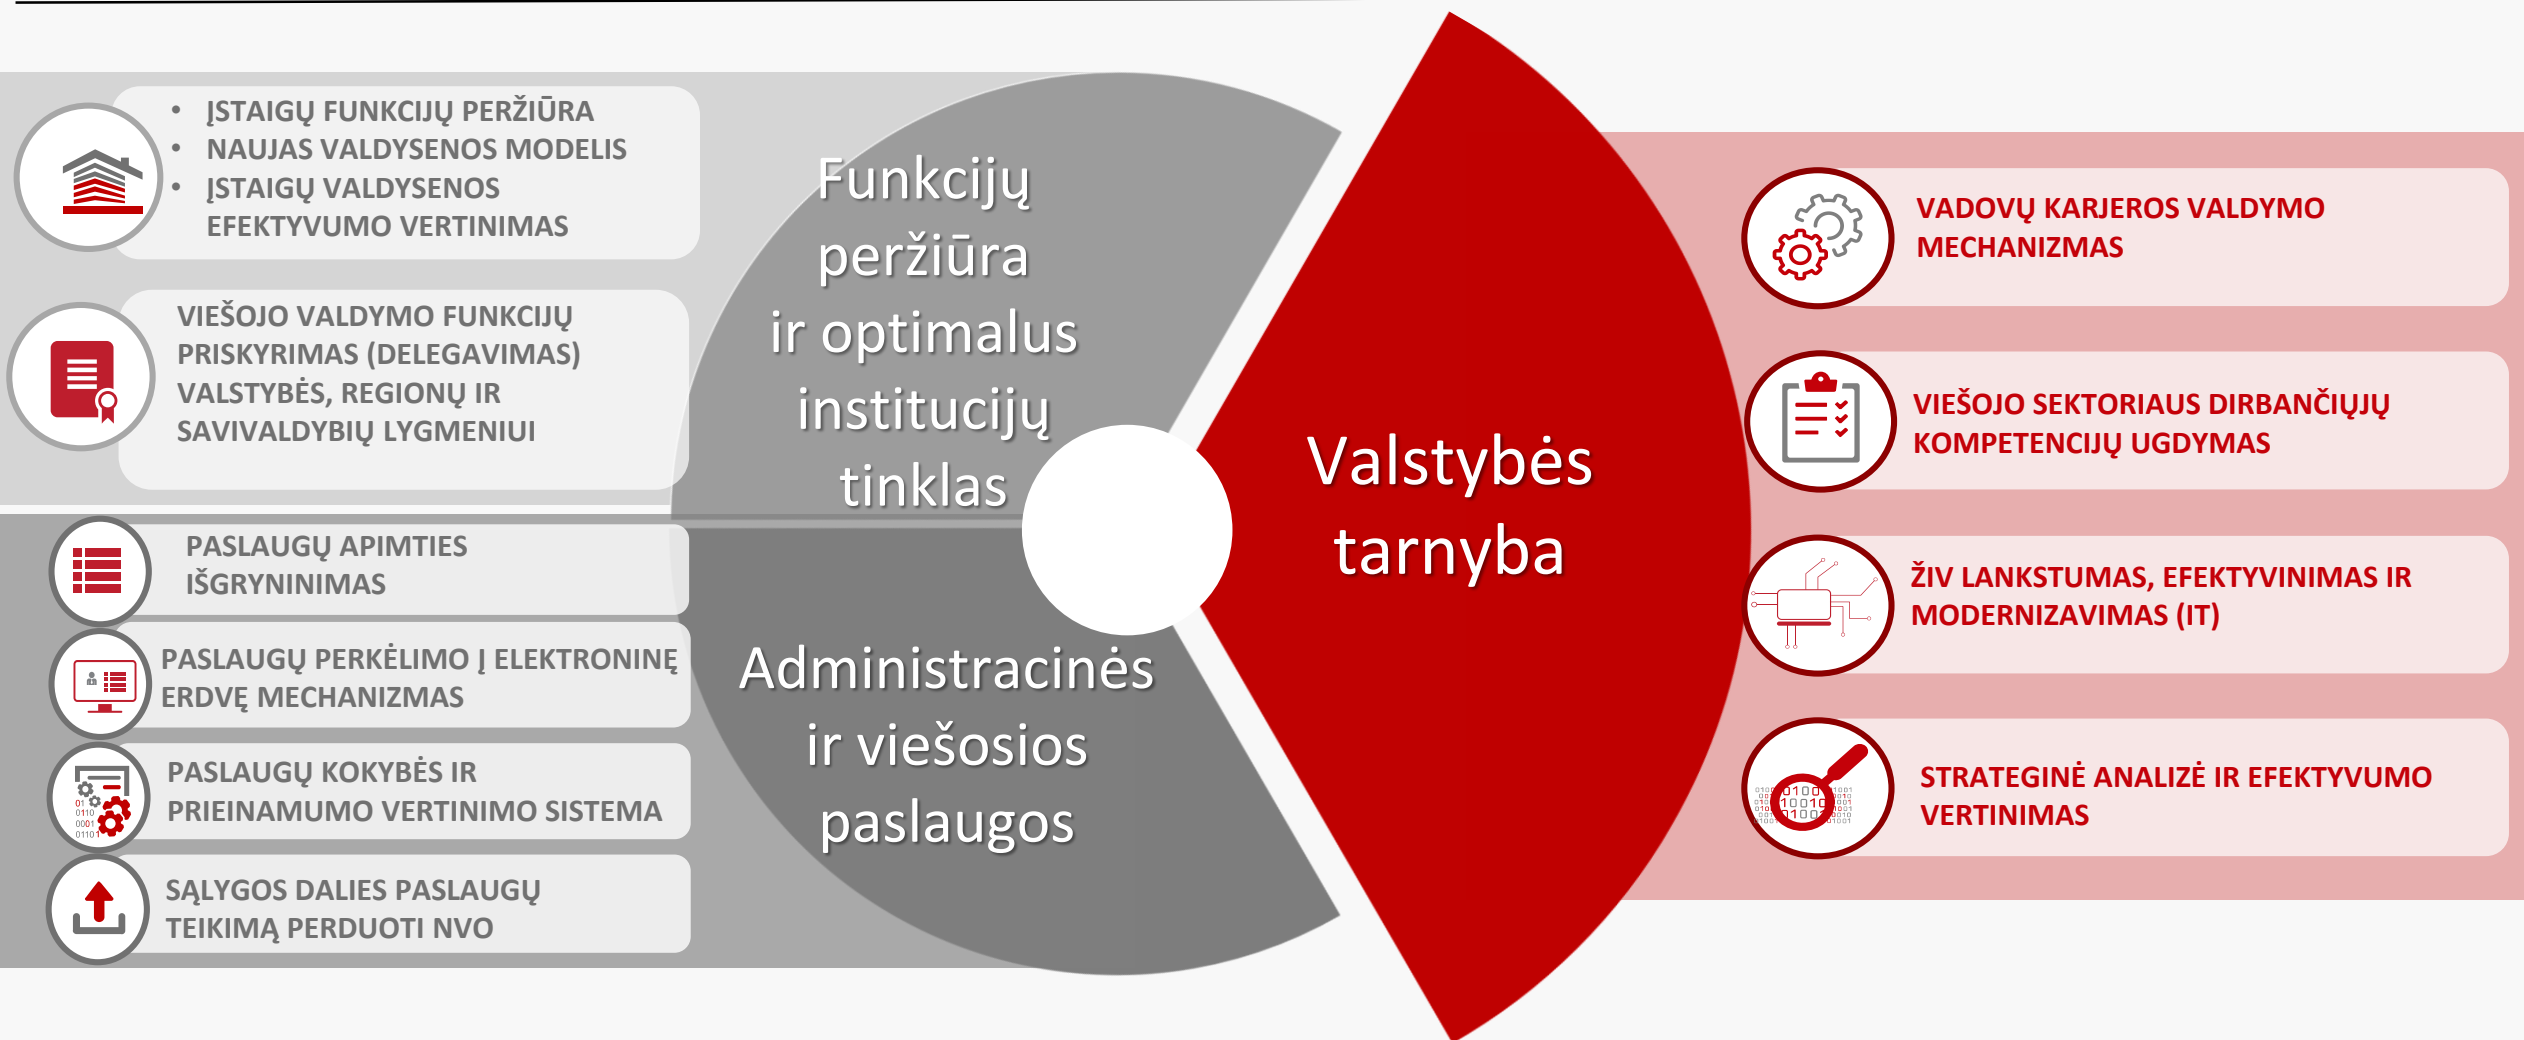 • ĮSTAIGŲ FUNKCIJŲ PERŽIŪRA
• NAUJAS VALDYSENOS MODELIS
• ĮSTAIGŲ VALDYSENOS
EFEKTYVUMO VERTINIMAS
VIEŠOJO VALDYMO FUNKCIJŲ
PRISKYRIMAS (DELEGAVIMAS)
VALSTYBĖS, REGIONŲ IR
SAVIVALDYBIŲ LYGMENIUI
Funkcijų
peržiūra
ir optimalus
institucijų
tinklas
PASLAUGŲ APIMTIES
IŠGRYNINIMAS
PASLAUGŲ PERKĖLIMO Į ELEKTRONINĘ
ERDVĘ MECHANIZMAS
PASLAUGŲ KOKYBĖS IR
PRIEINAMUMO VERTINIMO SISTEMA
SĄLYGOS DALIES PASLAUGŲ
TEIKIMĄ PERDUOTI NVO
Administracinės
ir viešosios
paslaugos
Valstybės
tarnyba
VADOVŲ KARJEROS VALDYMO
MECHANIZMAS
VIEŠOJO SEKTORIAUS DIRBANČIŲJŲ
KOMPETENCIJŲ UGDYMAS
ŽIV LANKSTUMAS, EFEKTYVINIMAS IR
MODERNIZAVIMAS (IT)
STRATEGINĖ ANALIZĖ IR EFEKTYVUMO
VERTINIMAS